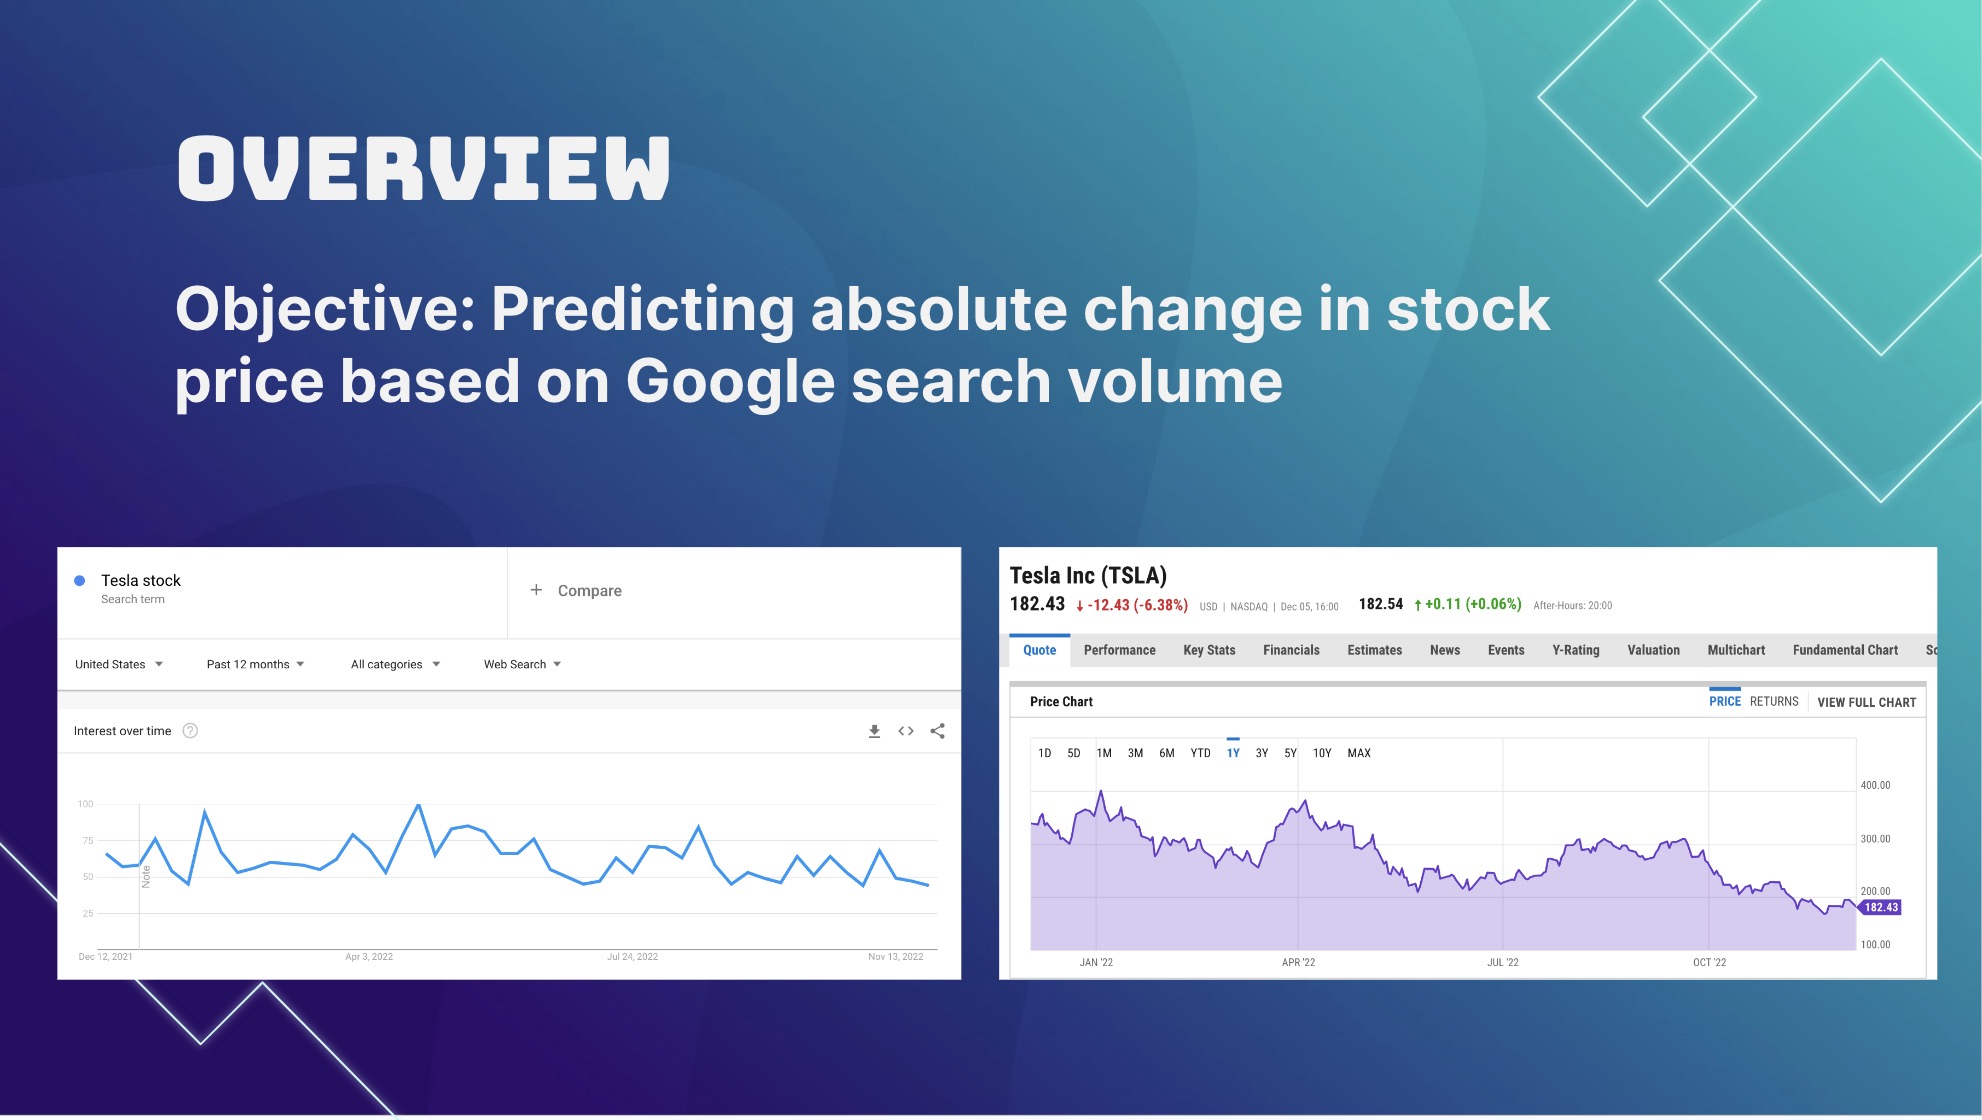 OVERVIEW
Objective: Predicting absolute change in stock
price based on Google search volume
Tesla stock
Search term
+ Compare
United States Past 12 months All categories Web Search
Interest over time ?
100
75
50
25
Note
Dec 12, 2021 Apr 3, 2022 Jul 24, 2022 Nov 13, 2022
Tesla Inc (TSLA)
182.43 ↓ -12.43 (-6.38%) USD | NASDAQ | Dec 05, 16:00 182.54 ↑ +0.11 (+0.06%) After-Hours: 20:00
Quote Performance Key Stats Financials Estimates News Events Y-Rating Valuation Multichart Fundamental Chart Sc
Price Chart PRICE RETURNS VIEW FULL CHART
1D 5D 1M 3M 6M YTD 1Y 3Y 5Y 10Y MAX
400.00
300.00
200.00
182.43
100.00
JAN '22 APR '22 JUL '22 OCT '22